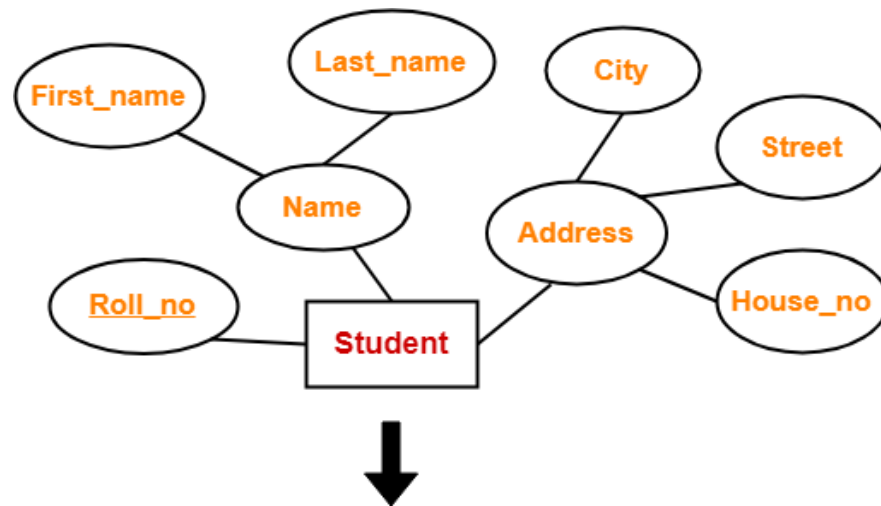 Last_name
City
First_name
Street
Name
Address
Roll_no
House_no
Student